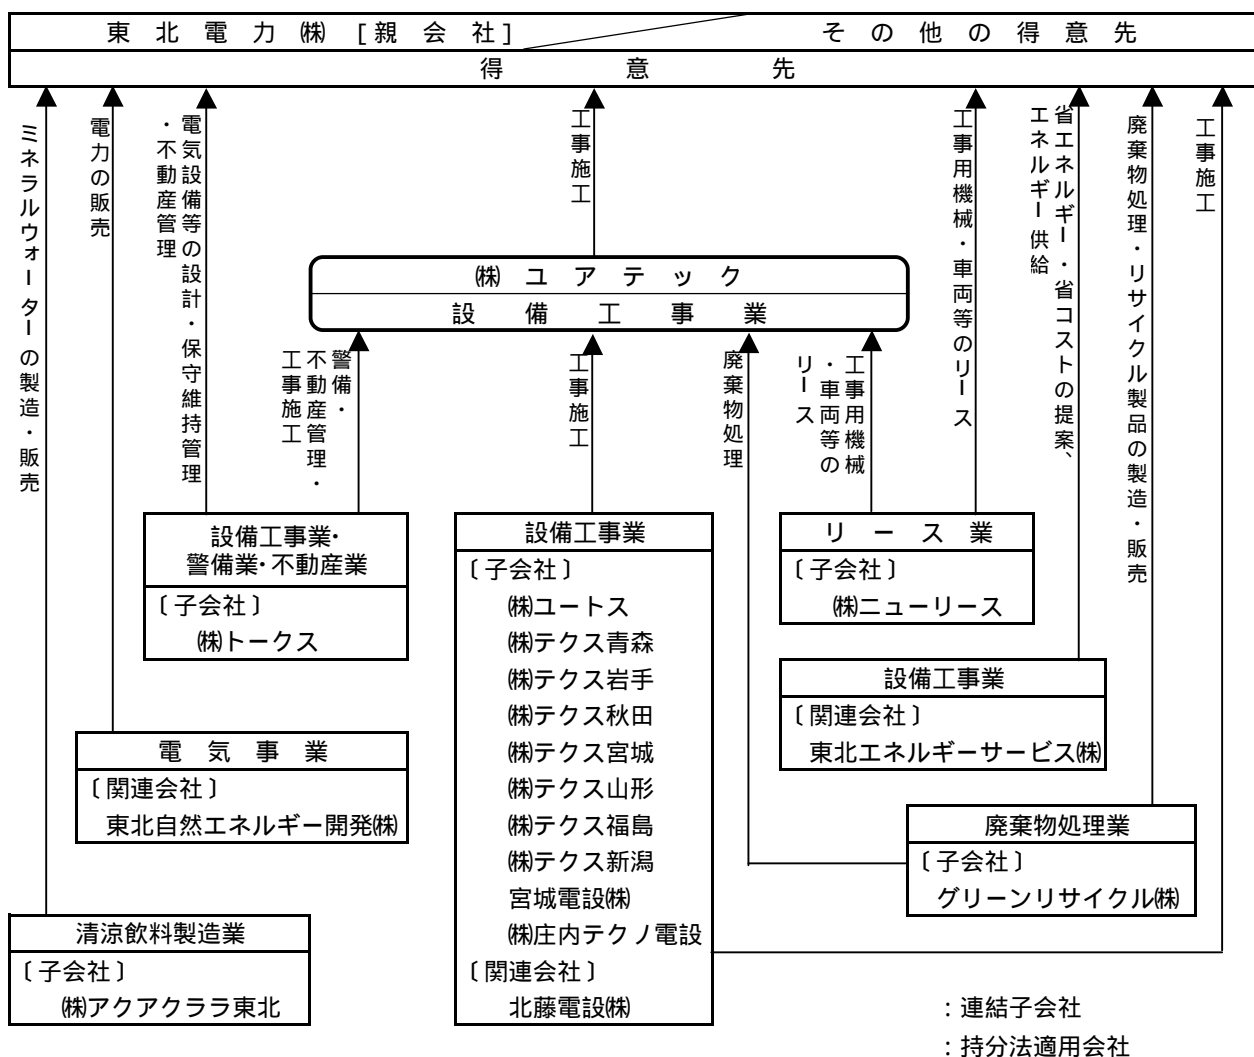 東北電力㈱[親会社]
その他の得意先
得意先
ミネラルウォーターの製造・販売
電力の販売
電気設備等の設計・保守維持管理
・不動産管理
工事施工
工事用機械・車両等のリース
省エネルギー・省コストの提案、
エネルギー供給
廃棄物処理・リサイクル製品の製造・販売
工事施工
㈱ユアテック
設備工事業
警備・
不動産管理・
工事施工
工事施工
廃棄物処理
工事用機械
・車両等の
リース
設備工事業・
警備業・不動産業
〔子会社〕
㈱トークス
設備工事業
〔子会社〕
㈱ユートス
㈱テクス青森
㈱テクス岩手
㈱テクス秋田
㈱テクス宮城
㈱テクス山形
㈱テクス福島
㈱テクス新潟
宮城電設㈱
㈱庄内テクノ電設
〔関連会社〕
北藤電設㈱
リース業
〔子会社〕
㈱ニューリース
設備工事業
〔関連会社〕
東北エネルギーサービス㈱
電気事業
〔関連会社〕
東北自然エネルギー開発㈱
廃棄物処理業
〔子会社〕
グリーンリサイクル㈱
清涼飲料製造業
〔子会社〕
㈱アクアクララ東北
:連結子会社
:持分法適用会社